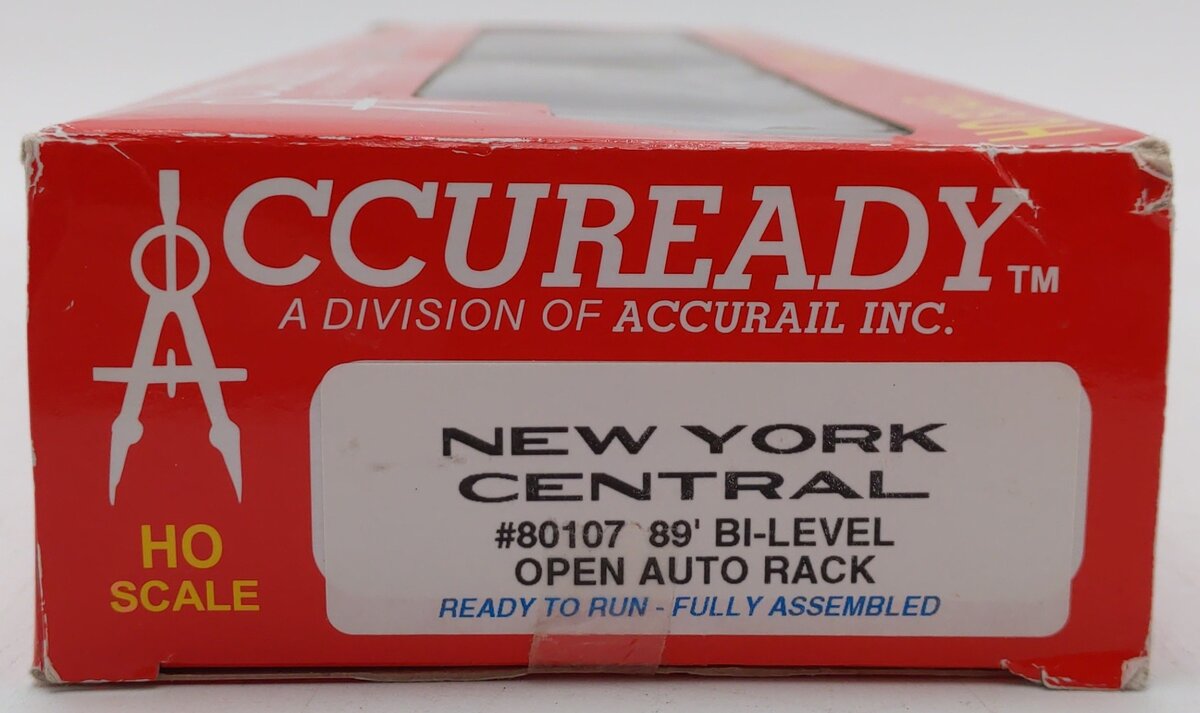 ACCUREADY™
A DIVISION OF ACCURAIL INC.
NEW YORK
CENTRAL
#80107 89' BI-LEVEL
OPEN AUTO RACK
READY TO RUN - FULLY ASSEMBLED
HO
SCALE